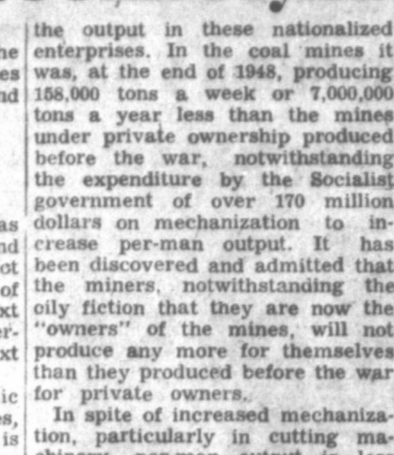 the output in these nationalized
enterprises. In the coal mines it
was, at the end of 1948, producing
158,000 tons a week or 7,000,000
tons a year less than the mines
under private ownership produced
before the war, notwithstanding
the expenditure by the Socialist
government of over 170 million
dollars on mechanization to in-
crease per-man output. It has
been discovered and admitted that
the miners, notwithstanding the
oily fiction that they are now the
"owners" of the mines, will not
produce any more for themselves
than they produced before the war
for private owners.
In spite of increased mechaniza-
tion, particularly in cutting ma-